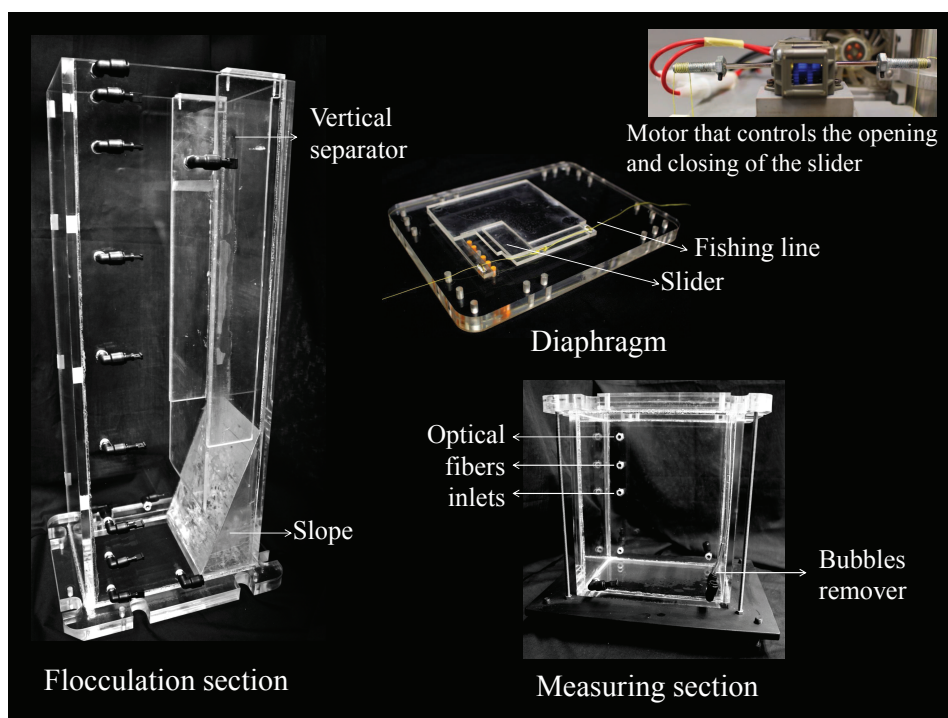 Vertical
separator
Motor that controls the opening
and closing of the slider
Fishing line
Slider
Diaphragm
Optical
fibers
inlets
Slope
Bubbles
remover
Flocculation section
Measuring section